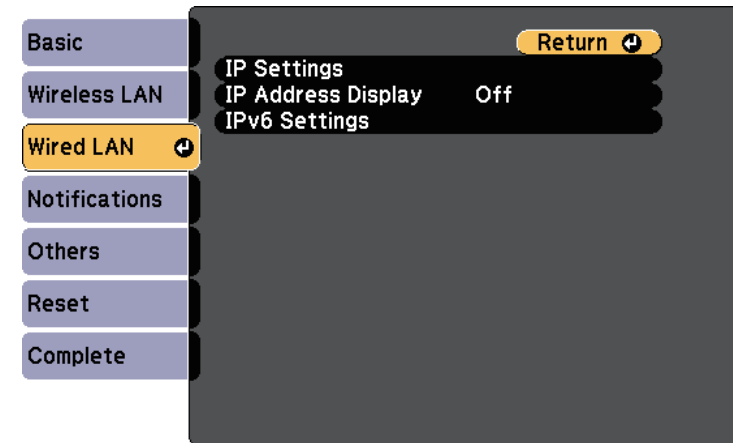 Basic
Wireless LAN
Wired LAN
Notifications
Others
Reset
Complete
Return
IP Settings
IP Address Display Off
IPv6 Settings